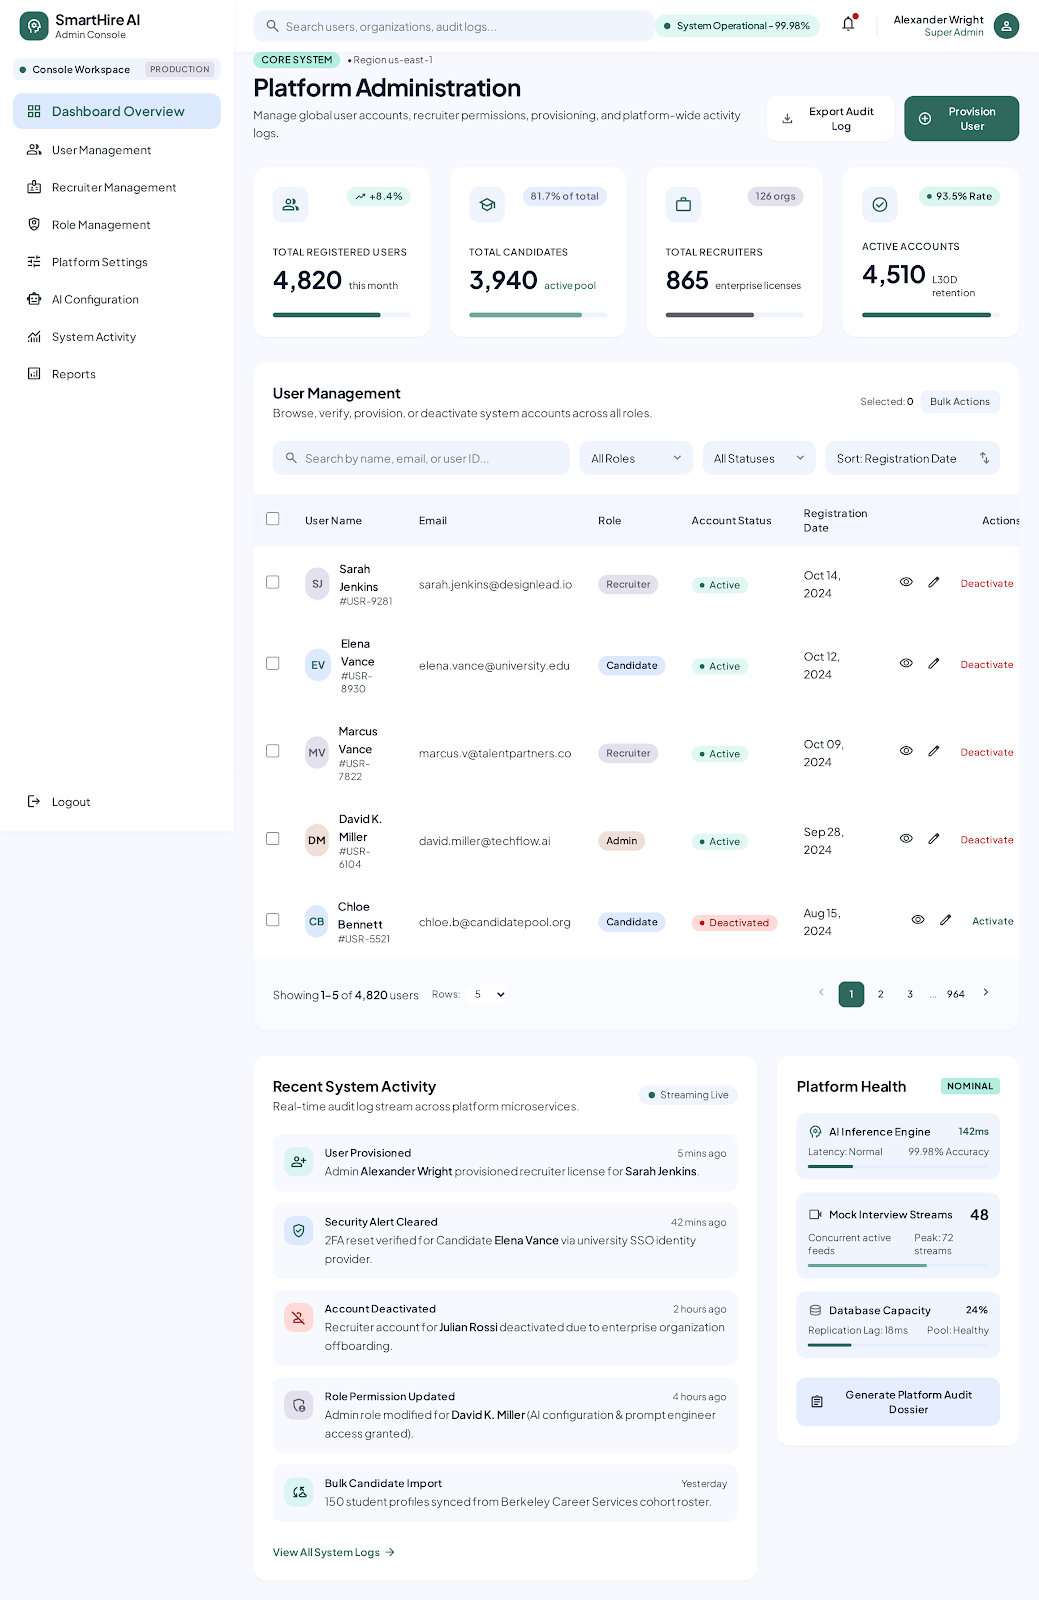 SmartHire AI
Admin Console
Console Workspace
PRODUCTION
Dashboard Overview
User Management
Recruiter Management
Role Management
Platform Settings
AI Configuration
System Activity
Reports
Logout
Search users, organizations, audit logs...
System Operational - 99.98%
Alexander Wright
Super Admin
CORE SYSTEM
• Region us-east-1
Platform Administration
Manage global user accounts, recruiter permissions, provisioning, and platform-wide activity
logs.
Export Audit
Log
Provision
User
+8.4%
TOTAL REGISTERED USERS
4,820 this month
81.7% of total
TOTAL CANDIDATES
3,940 active pool
126 orgs
TOTAL RECRUITERS
865 enterprise licenses
93.5% Rate
ACTIVE ACCOUNTS
4,510 L30D
retention
User Management
Browse, verify, provision, or deactivate system accounts across all roles.
Selected: 0
Bulk Actions
Search by name, email, or user ID...
All Roles
All Statuses
Sort: Registration Date
User Name
Email
Role
Account Status
Registration
Date
Actions
SJ
Sarah
Jenkins
#USR-9281
sarah.jenkins@designlead.io
Recruiter
Active
Oct 14,
2024
Deactivate
EV
Elena
Vance
#USR-
8930
elena.vance@university.edu
Candidate
Active
Oct 12,
2024
Deactivate
MV
Marcus
Vance
#USR-
7822
marcus.v@talentpartners.co
Recruiter
Active
Oct 09,
2024
Deactivate
DM
David K.
Miller
#USR-
6104
david.miller@techflow.ai
Admin
Active
Sep 28,
2024
Deactivate
CB
Chloe
Bennett
#USR-5521
chloe.b@candidatepool.org
Candidate
Deactivated
Aug 15,
2024
Activate
Showing 1–5 of 4,820 users
Rows: 5
1 2 3 ... 964
Recent System Activity
Real-time audit log stream across platform microservices.
Streaming Live
User Provisioned
5 mins ago
Admin Alexander Wright provisioned recruiter license for Sarah Jenkins.
Security Alert Cleared
42 mins ago
2FA reset verified for Candidate Elena Vance via university SSO identity
provider.
Account Deactivated
2 hours ago
Recruiter account for Julian Rossi deactivated due to enterprise organization
offboarding.
Role Permission Updated
4 hours ago
Admin role modified for David K. Miller (AI configuration & prompt engineer
access granted).
Bulk Candidate Import
Yesterday
150 student profiles synced from Berkeley Career Services cohort roster.
View All System Logs →
Platform Health
NOMINAL
AI Inference Engine
142ms
Latency: Normal
99.98% Accuracy
Mock Interview Streams
48
Concurrent active
feeds
Peak: 72
streams
Database Capacity
24%
Replication Lag: 18ms
Pool: Healthy
Generate Platform Audit
Dossier